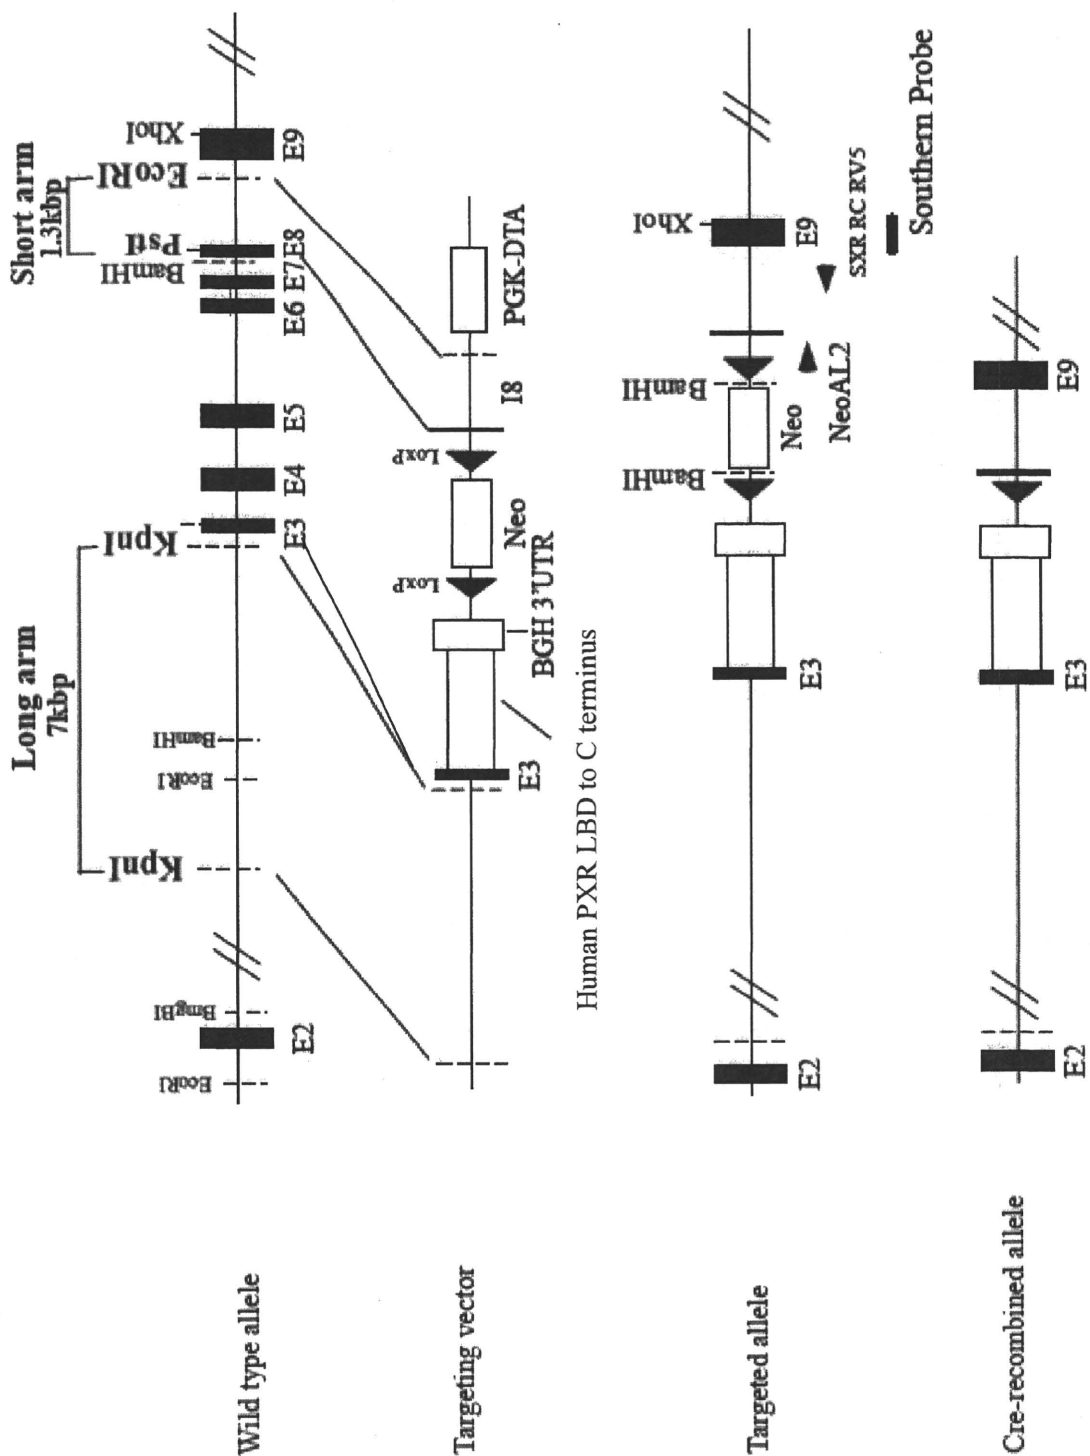 Long arm
7kbp
Short arm
1.3kbp
EcoRI
BmgBI
KpnI
EcoRI
BamHI
KpnI
BamHI
PstI
EcoRI
XhoI
Wild type allele
E2
E3
E4
E5
E6
E7
E8
E9
LoxP
LoxP
Targeting vector
E3
BGH 3'UTR
Neo
I8
PGK-DTA
Human PXR LBD to C terminus
BamHI
BamHI
XhoI
Targeted allele
E2
E3
Neo
NeoAL2
E9
SXR RC RV5
Southern Probe
Cre-recombined allele
E2
E3
E9